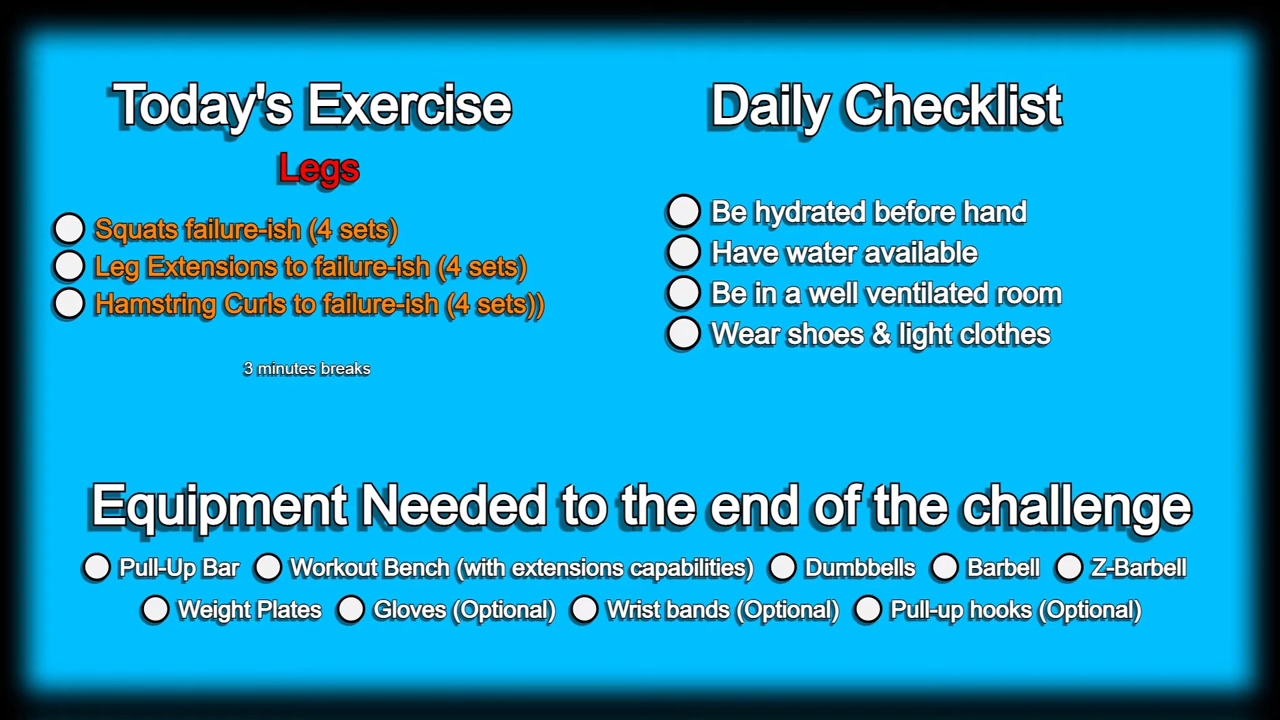 Today's Exercise
Legs
Squats failure-ish (4 sets)
Leg Extensions to failure-ish (4 sets)
Hamstring Curls to failure-ish (4 sets))
3 minutes breaks
Daily Checklist
Be hydrated before hand
Have water available
Be in a well ventilated room
Wear shoes & light clothes
Equipment Needed to the end of the challenge
Pull-Up Bar Workout Bench (with extensions capabilities) Dumbbells Barbell Z-Barbell
Weight Plates Gloves (Optional) Wrist bands (Optional) Pull-up hooks (Optional)